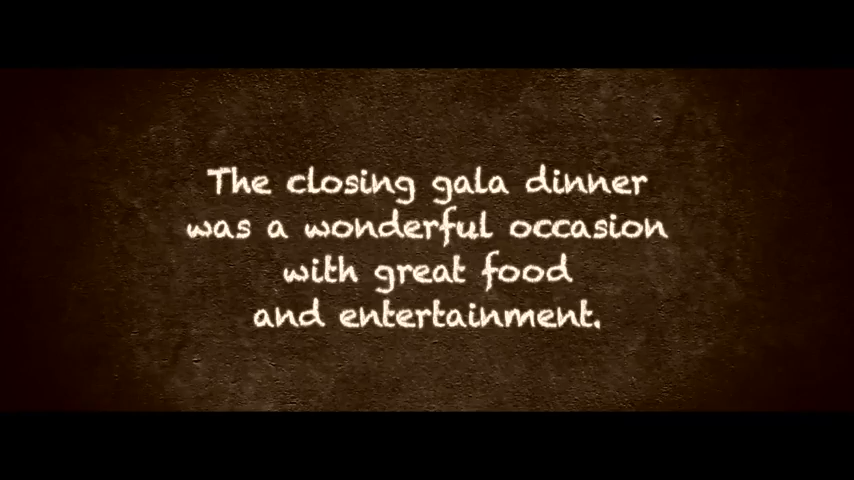 The closing gala dinner
was a wonderful occasion
with great food
and entertainment.